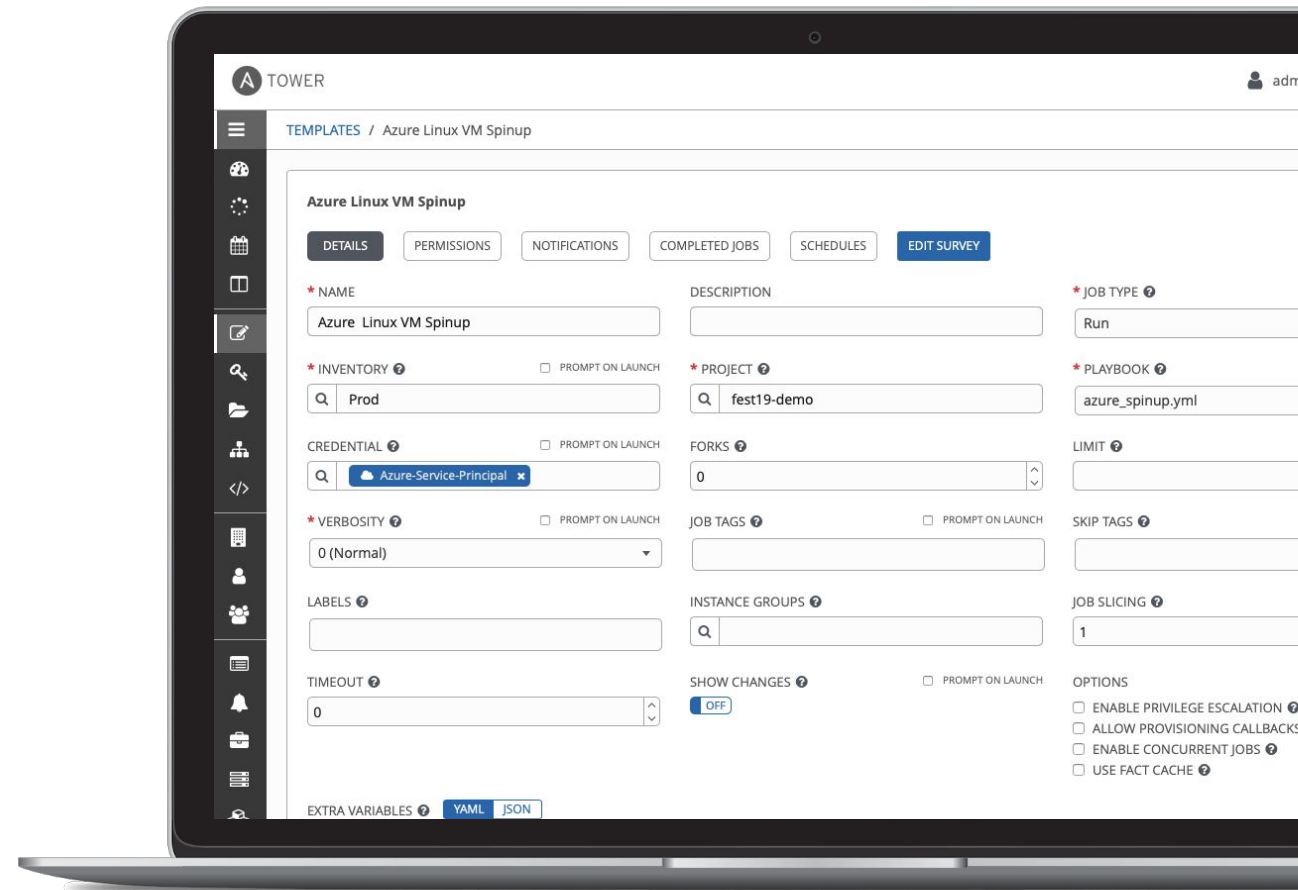 TOWER
adm
TEMPLATES / Azure Linux VM Spinup
Azure Linux VM Spinup
DETAILS PERMISSIONS NOTIFICATIONS COMPLETED JOBS SCHEDULES EDIT SURVEY
* NAME DESCRIPTION * JOB TYPE
Azure Linux VM Spinup Run
* INVENTORY PROMPT ON LAUNCH * PROJECT * PLAYBOOK
Prod fest19-demo azure_spinup.yml
CREDENTIAL PROMPT ON LAUNCH FORKS LIMIT
Azure-Service-Principal × 0
* VERBOSITY PROMPT ON LAUNCH JOB TAGS PROMPT ON LAUNCH SKIP TAGS
0 (Normal)
LABELS INSTANCE GROUPS JOB SLICING
1
TIMEOUT SHOW CHANGES PROMPT ON LAUNCH OPTIONS
0 OFF ENABLE PRIVILEGE ESCALATION
ALLOW PROVISIONING CALLBACKS
ENABLE CONCURRENT JOBS
USE FACT CACHE
EXTRA VARIABLES YAML JSON